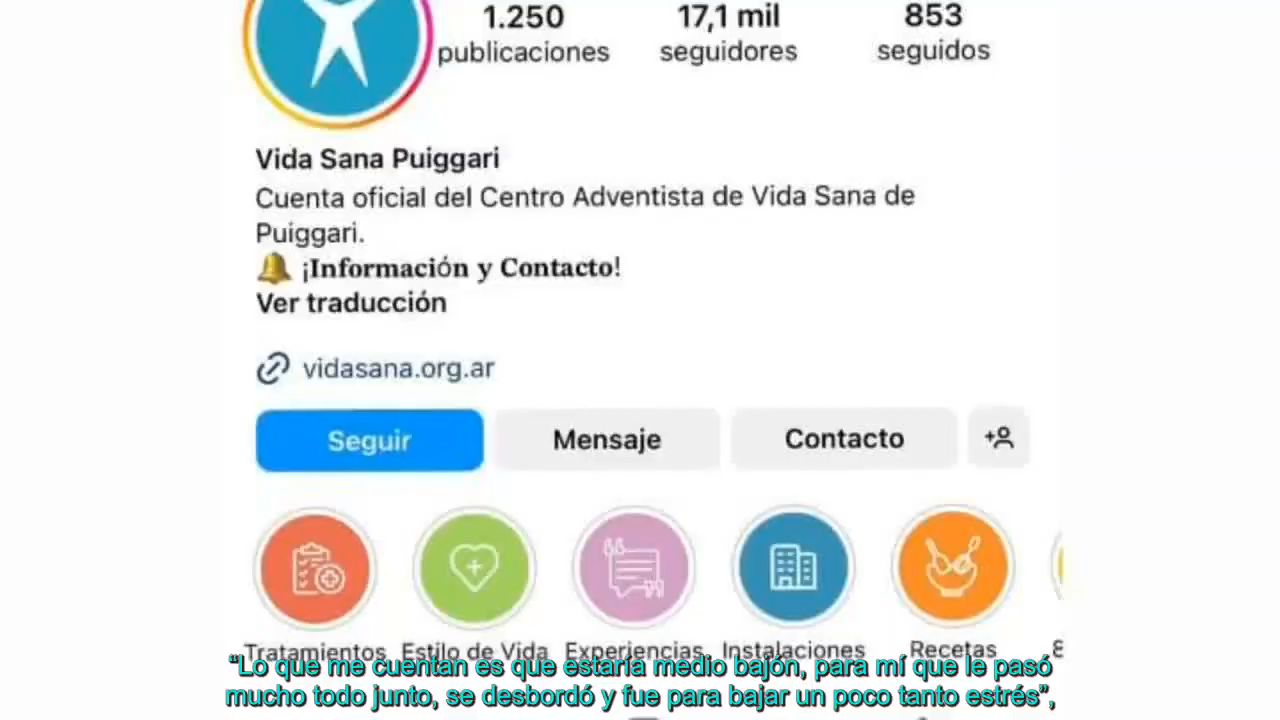 1.250 17,1 mil 853
publicaciones seguidores seguidos
Vida Sana Puiggari
Cuenta oficial del Centro Adventista de Vida Sana de
Puiggari.
🔔 ¡Información y Contacto!
Ver traducción
vidasana.org.ar
Seguir Mensaje Contacto
Tratamientos Estilo de Vida Experiencias Instalaciones Recetas
“Lo que me cuentan es que estaría medio bajón, para mí que le pasó
mucho todo junto, se desbordó y fue para bajar un poco tanto estrés”,